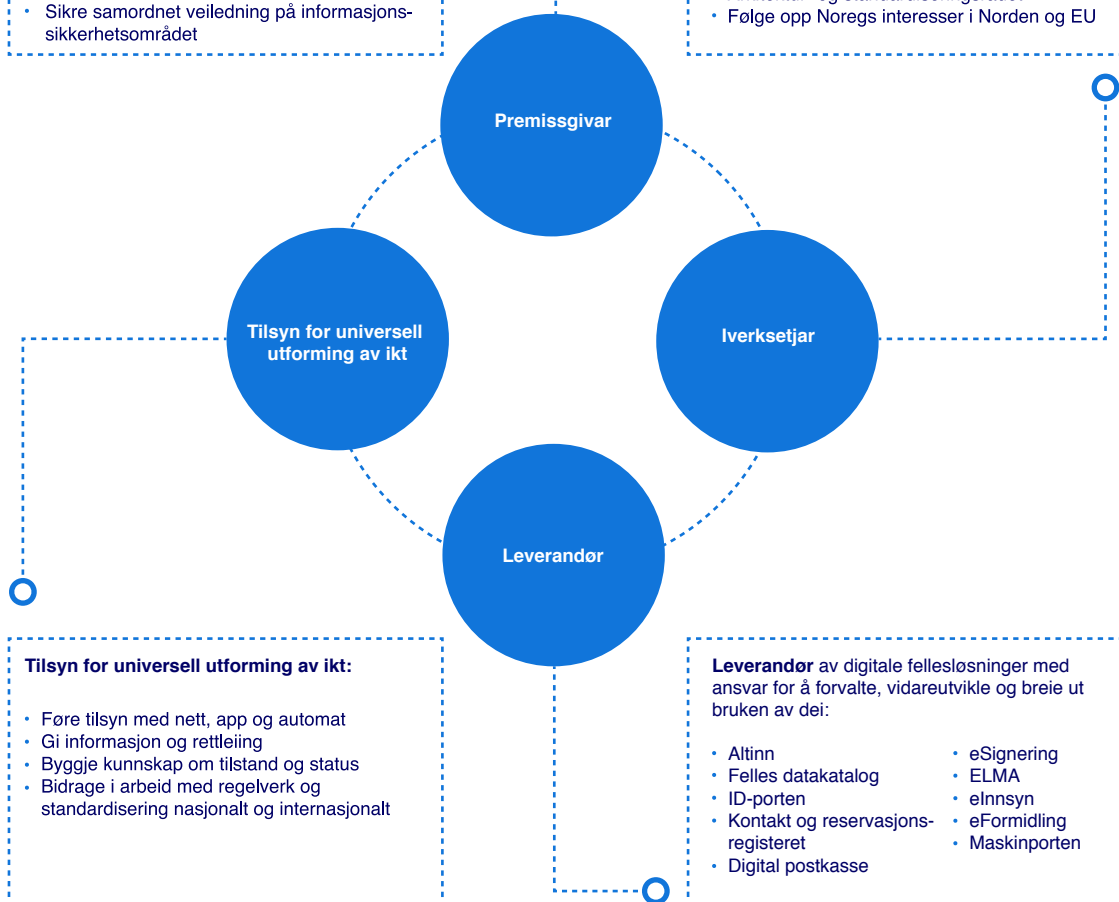 • Sikre samordnet veiledning på informasjons-
sikkerhetsområdet
• Følge opp Noregs interesser i Norden og EU
Premissgivar
Tilsyn for universell
utforming av ikt
Iverksetjar
Leverandør
Tilsyn for universell utforming av ikt:
• Føre tilsyn med nett, app og automat
• Gi informasjon og rettleiing
• Byggje kunnskap om tilstand og status
• Bidrage i arbeid med regelverk og
standardisering nasjonalt og internasjonalt
Leverandør av digitale fellesløsninger med
ansvar for å forvalte, vidareutvikle og breie ut
bruken av dei:
• Altinn
• Felles datakatalog
• ID-porten
• Kontakt og reservasjons-
registeret
• Digital postkasse
• eSignering
• ELMA
• eInnsyn
• eFormidling
• Maskinporten